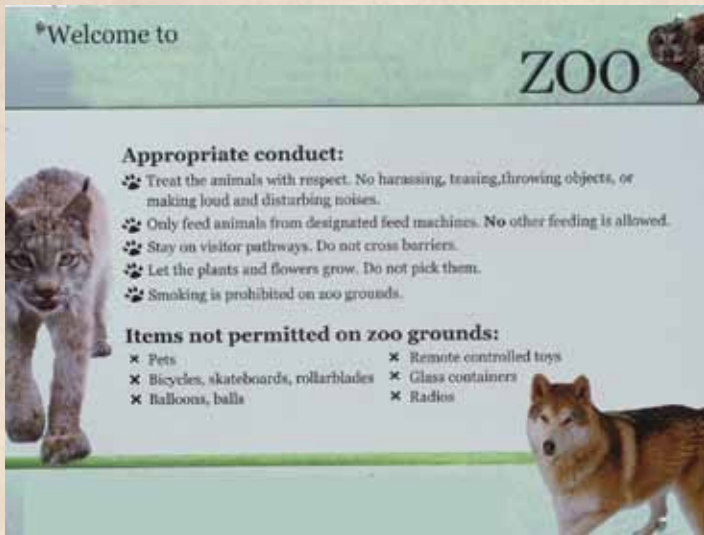 Welcome to
ZOO
Appropriate conduct:
Treat the animals with respect. No harassing, teasing,throwing objects, or
making loud and disturbing noises.
Only feed animals from designated feed machines. No other feeding is allowed.
Stay on visitor pathways. Do not cross barriers.
Let the plants and flowers grow. Do not pick them.
Smoking is prohibited on zoo grounds.
Items not permitted on zoo grounds:
× Pets
× Bicycles, skateboards, rollarblades
× Balloons, balls
× Remote controlled toys
× Glass containers
× Radios